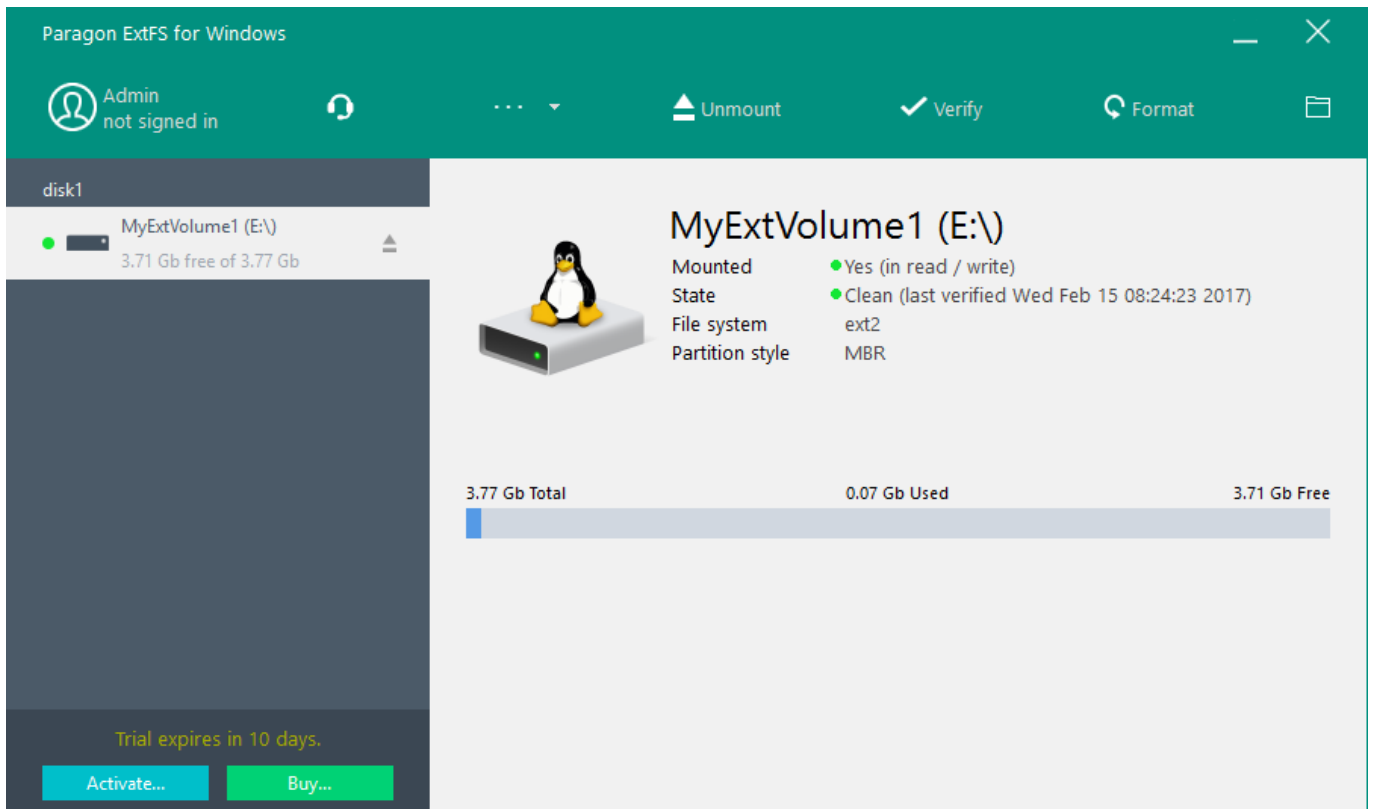 Paragon ExtFS for Windows
Admin
not signed in
... Unmount Verify Format
disk1
MyExtVolume1 (E:\)
3.71 Gb free of 3.77 Gb
MyExtVolume1 (E:\)
Mounted Yes (in read / write)
State Clean (last verified Wed Feb 15 08:24:23 2017)
File system ext2
Partition style MBR
3.77 Gb Total 0.07 Gb Used 3.71 Gb Free
Trial expires in 10 days.
Activate... Buy...